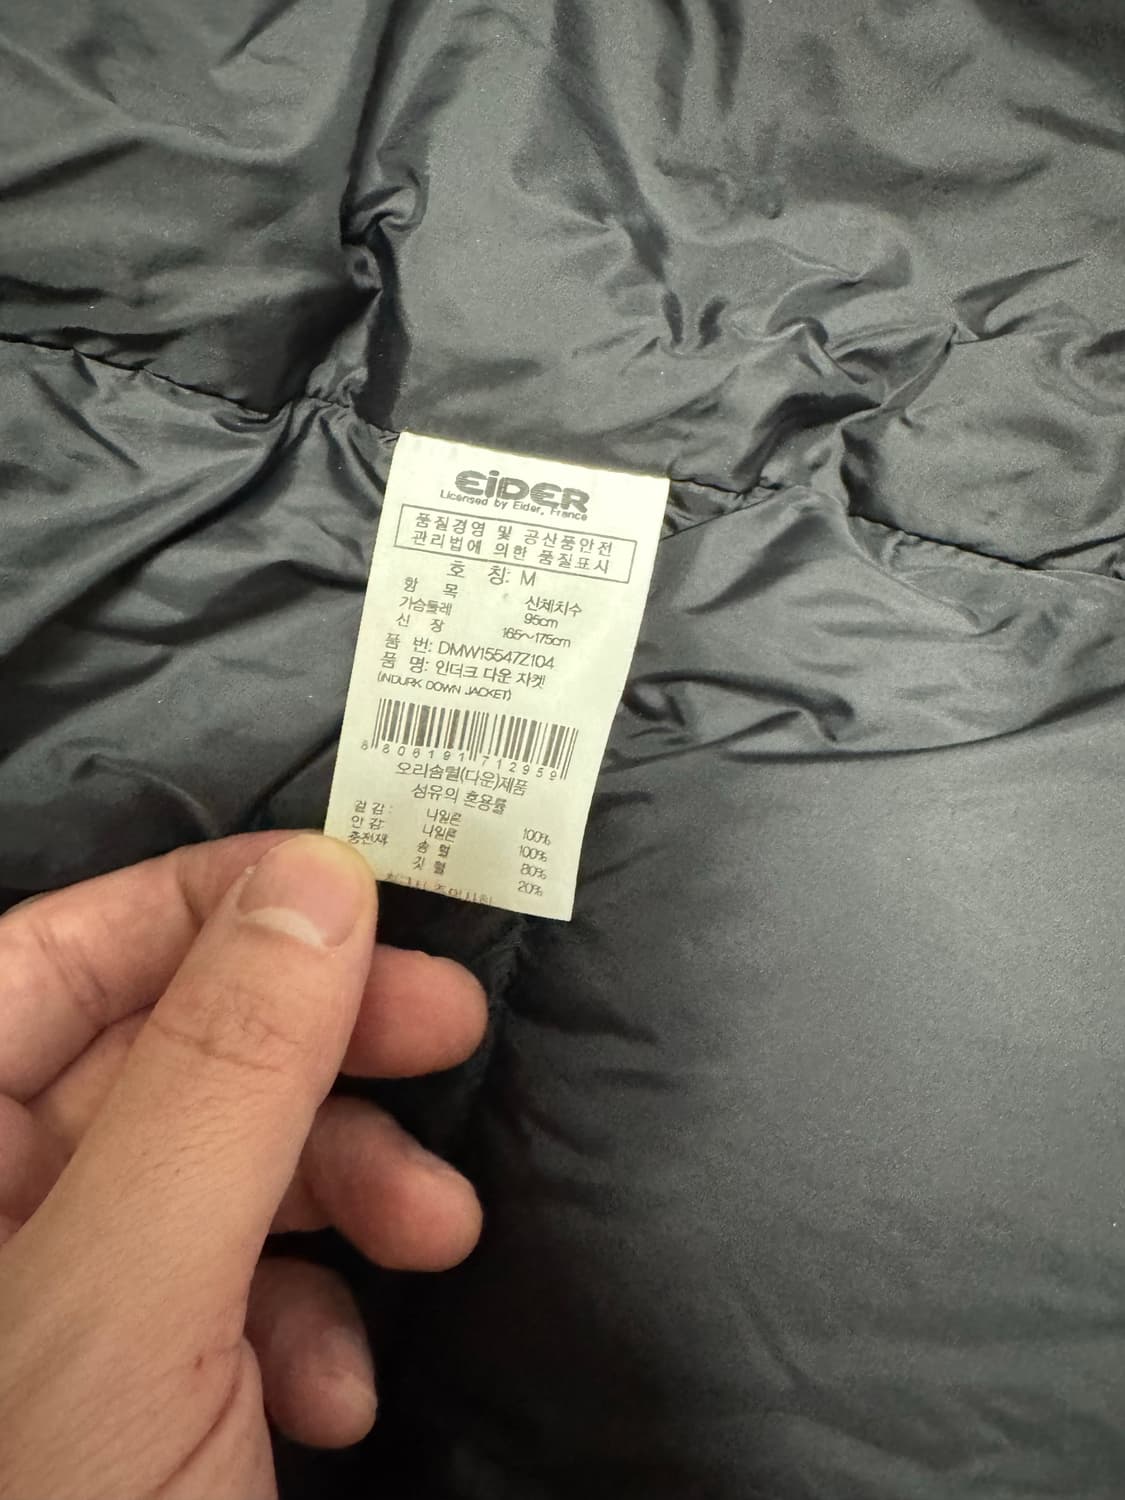 EiDER
Licensed by Eider, France
품질경영 및 공산품안전
관리법에 의한 품질표시
호 칭: M
항 목 신체치수
가슴둘레 95cm
신 장 165~175cm
품 번: DMW15547Z104
품 명: 인더크 다운 자켓
(INDURK DOWN JACKET)
8 806191 712959
오리솜털(다운)제품
섬유의 혼용률
겉감: 나일론 100%
안감: 나일론 100%
충전재: 솜털 80%
깃털 20%